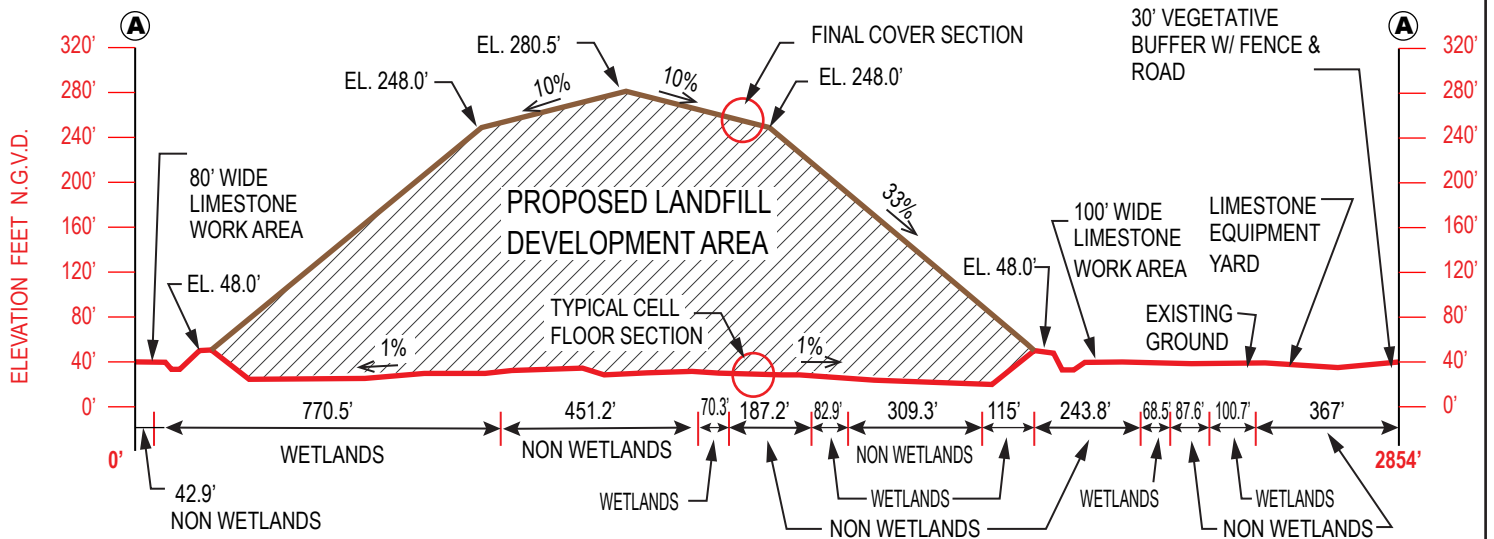 A
A
320'
280'
240'
200'
160'
120'
80'
40'
0'
ELEVATION FEET N.G.V.D.
320'
280'
240'
200'
160'
120'
80'
40'
0'
EL. 280.5'
EL. 248.0'
10%
10%
FINAL COVER SECTION
EL. 248.0'
30' VEGETATIVE
BUFFER W/ FENCE &
ROAD
80' WIDE
LIMESTONE
WORK AREA
EL. 48.0'
PROPOSED LANDFILL
DEVELOPMENT AREA
33%
TYPICAL CELL
FLOOR SECTION
1%
1%
EL. 48.0'
100' WIDE
LIMESTONE
WORK AREA
LIMESTONE
EQUIPMENT
YARD
EXISTING
GROUND
770.5'
451.2'
70.3'
187.2'
82.9'
309.3'
115'
243.8'
68.5'
87.6'
100.7'
367'
0'
WETLANDS
NON WETLANDS
NON WETLANDS
2854'
42.9'
NON WETLANDS
WETLANDS
WETLANDS
WETLANDS
WETLANDS
NON WETLANDS
NON WETLANDS